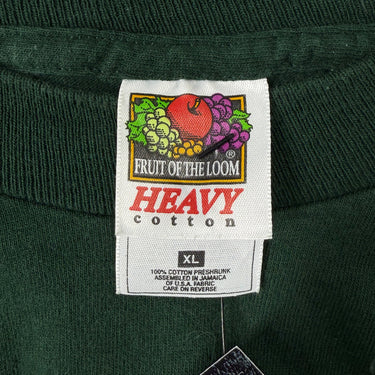 FRUIT OF THE LOOM ®
HEAVY
cotton
XL
100% COTTON PRESHRUNK
ASSEMBLED IN JAMAICA
OF U.S.A. FABRIC
CARE ON REVERSE